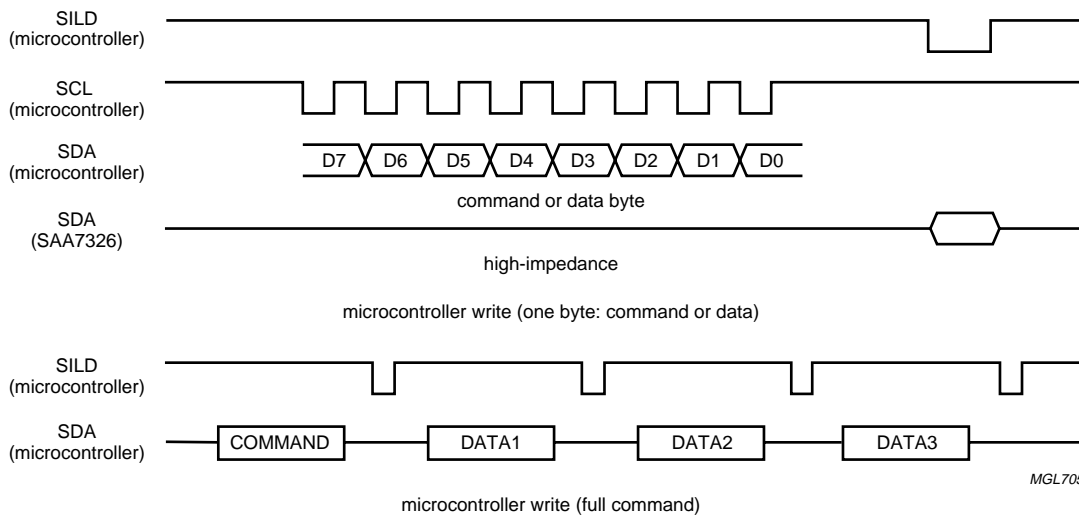 SILD
(microcontroller)
SCL
(microcontroller)
SDA
(microcontroller)
D7 D6 D5 D4 D3 D2 D1 D0
command or data byte
SDA
(SAA7326)
high-impedance
microcontroller write (one byte: command or data)
SILD
(microcontroller)
SDA
(microcontroller)
COMMAND DATA1 DATA2 DATA3
MGL705
microcontroller write (full command)